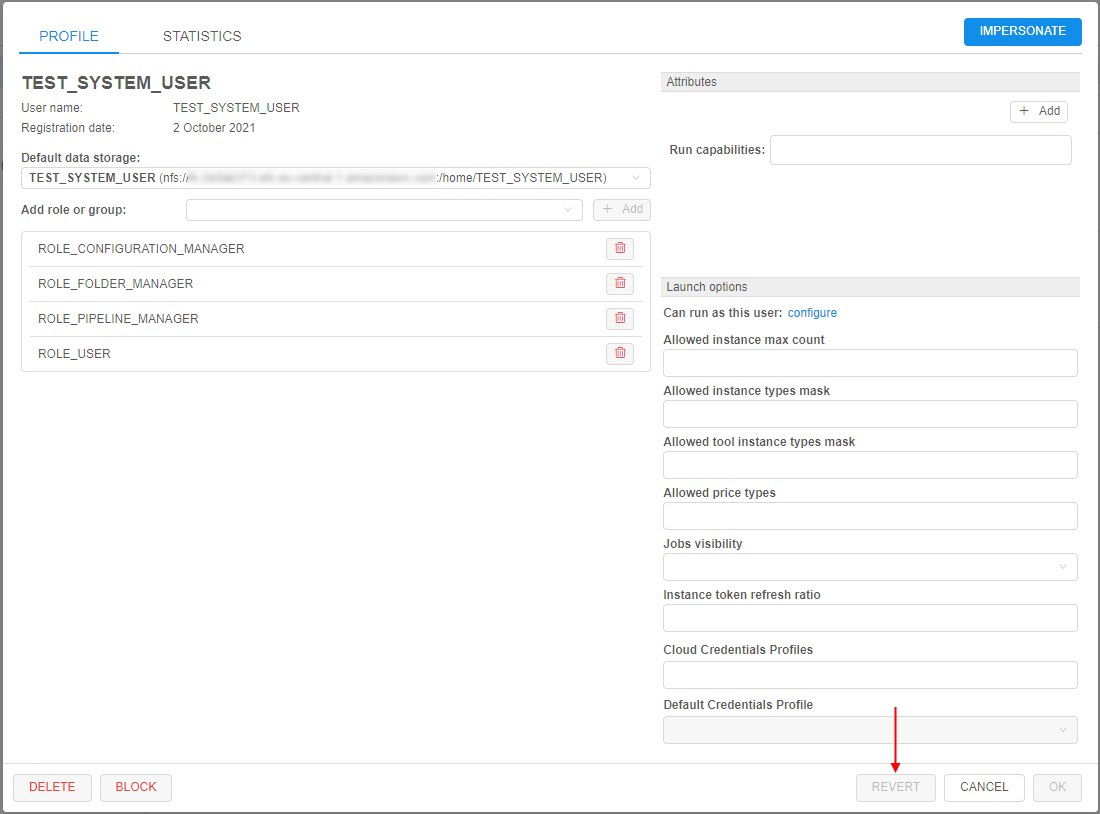 PROFILE STATISTICS IMPERSONATE
TEST_SYSTEM_USER
User name: TEST_SYSTEM_USER
Registration date: 2 October 2021
Default data storage:
TEST_SYSTEM_USER (nfs:// :/home/TEST_SYSTEM_USER)
Add role or group: + Add
ROLE_CONFIGURATION_MANAGER
ROLE_FOLDER_MANAGER
ROLE_PIPELINE_MANAGER
ROLE_USER
Attributes
+ Add
Run capabilities:
Launch options
Can run as this user: configure
Allowed instance max count
Allowed instance types mask
Allowed tool instance types mask
Allowed price types
Jobs visibility
Instance token refresh ratio
Cloud Credentials Profiles
Default Credentials Profile
DELETE BLOCK REVERT CANCEL OK